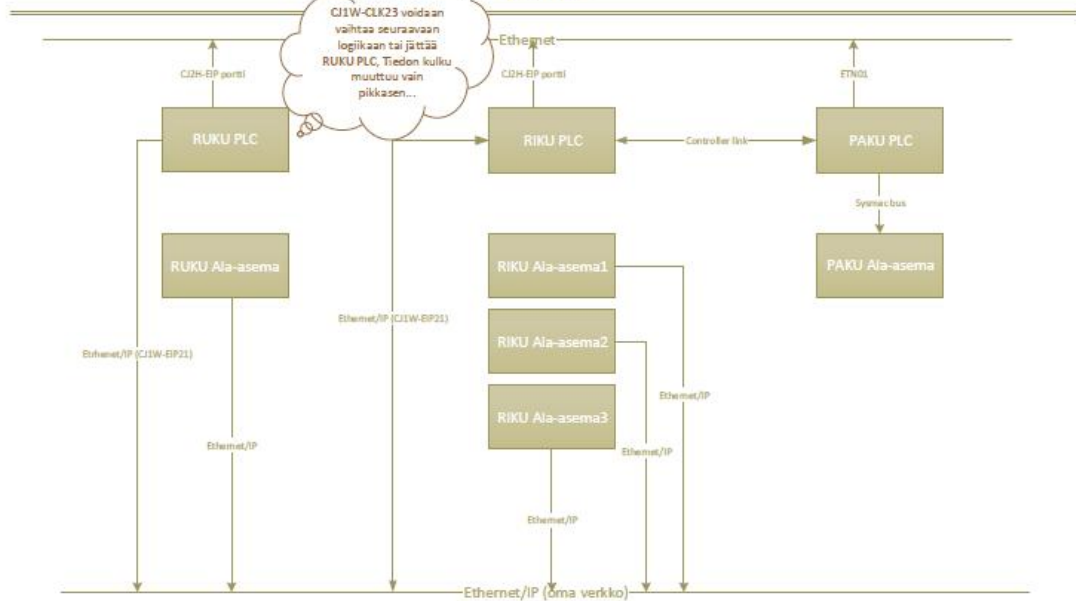 CJ1W-CLK23 voidaan
vaihtaa seuraavaan
logiikaan tai jättää
RUKU PLC, Tiedon kulku
muuttuu vain
pikkasen...
Ethernet
CJ2H-EIP portti
CJ2H-EIP portti
ETN01
RUKU PLC
RIKU PLC
Controller link
PAKU PLC
Sysmac bus
RUKU Ala-asema
RIKU Ala-asema1
PAKU Ala-asema
Ethernet/IP (CJ1W-EIP21)
RIKU Ala-asema2
Etrhenet/IP (CJ1W-EIP21)
Ethernet/IP
RIKU Ala-asema3
Ethernet/IP
Ethernet/IP
Ethernet/IP
Ethernet/IP (oma verkko)